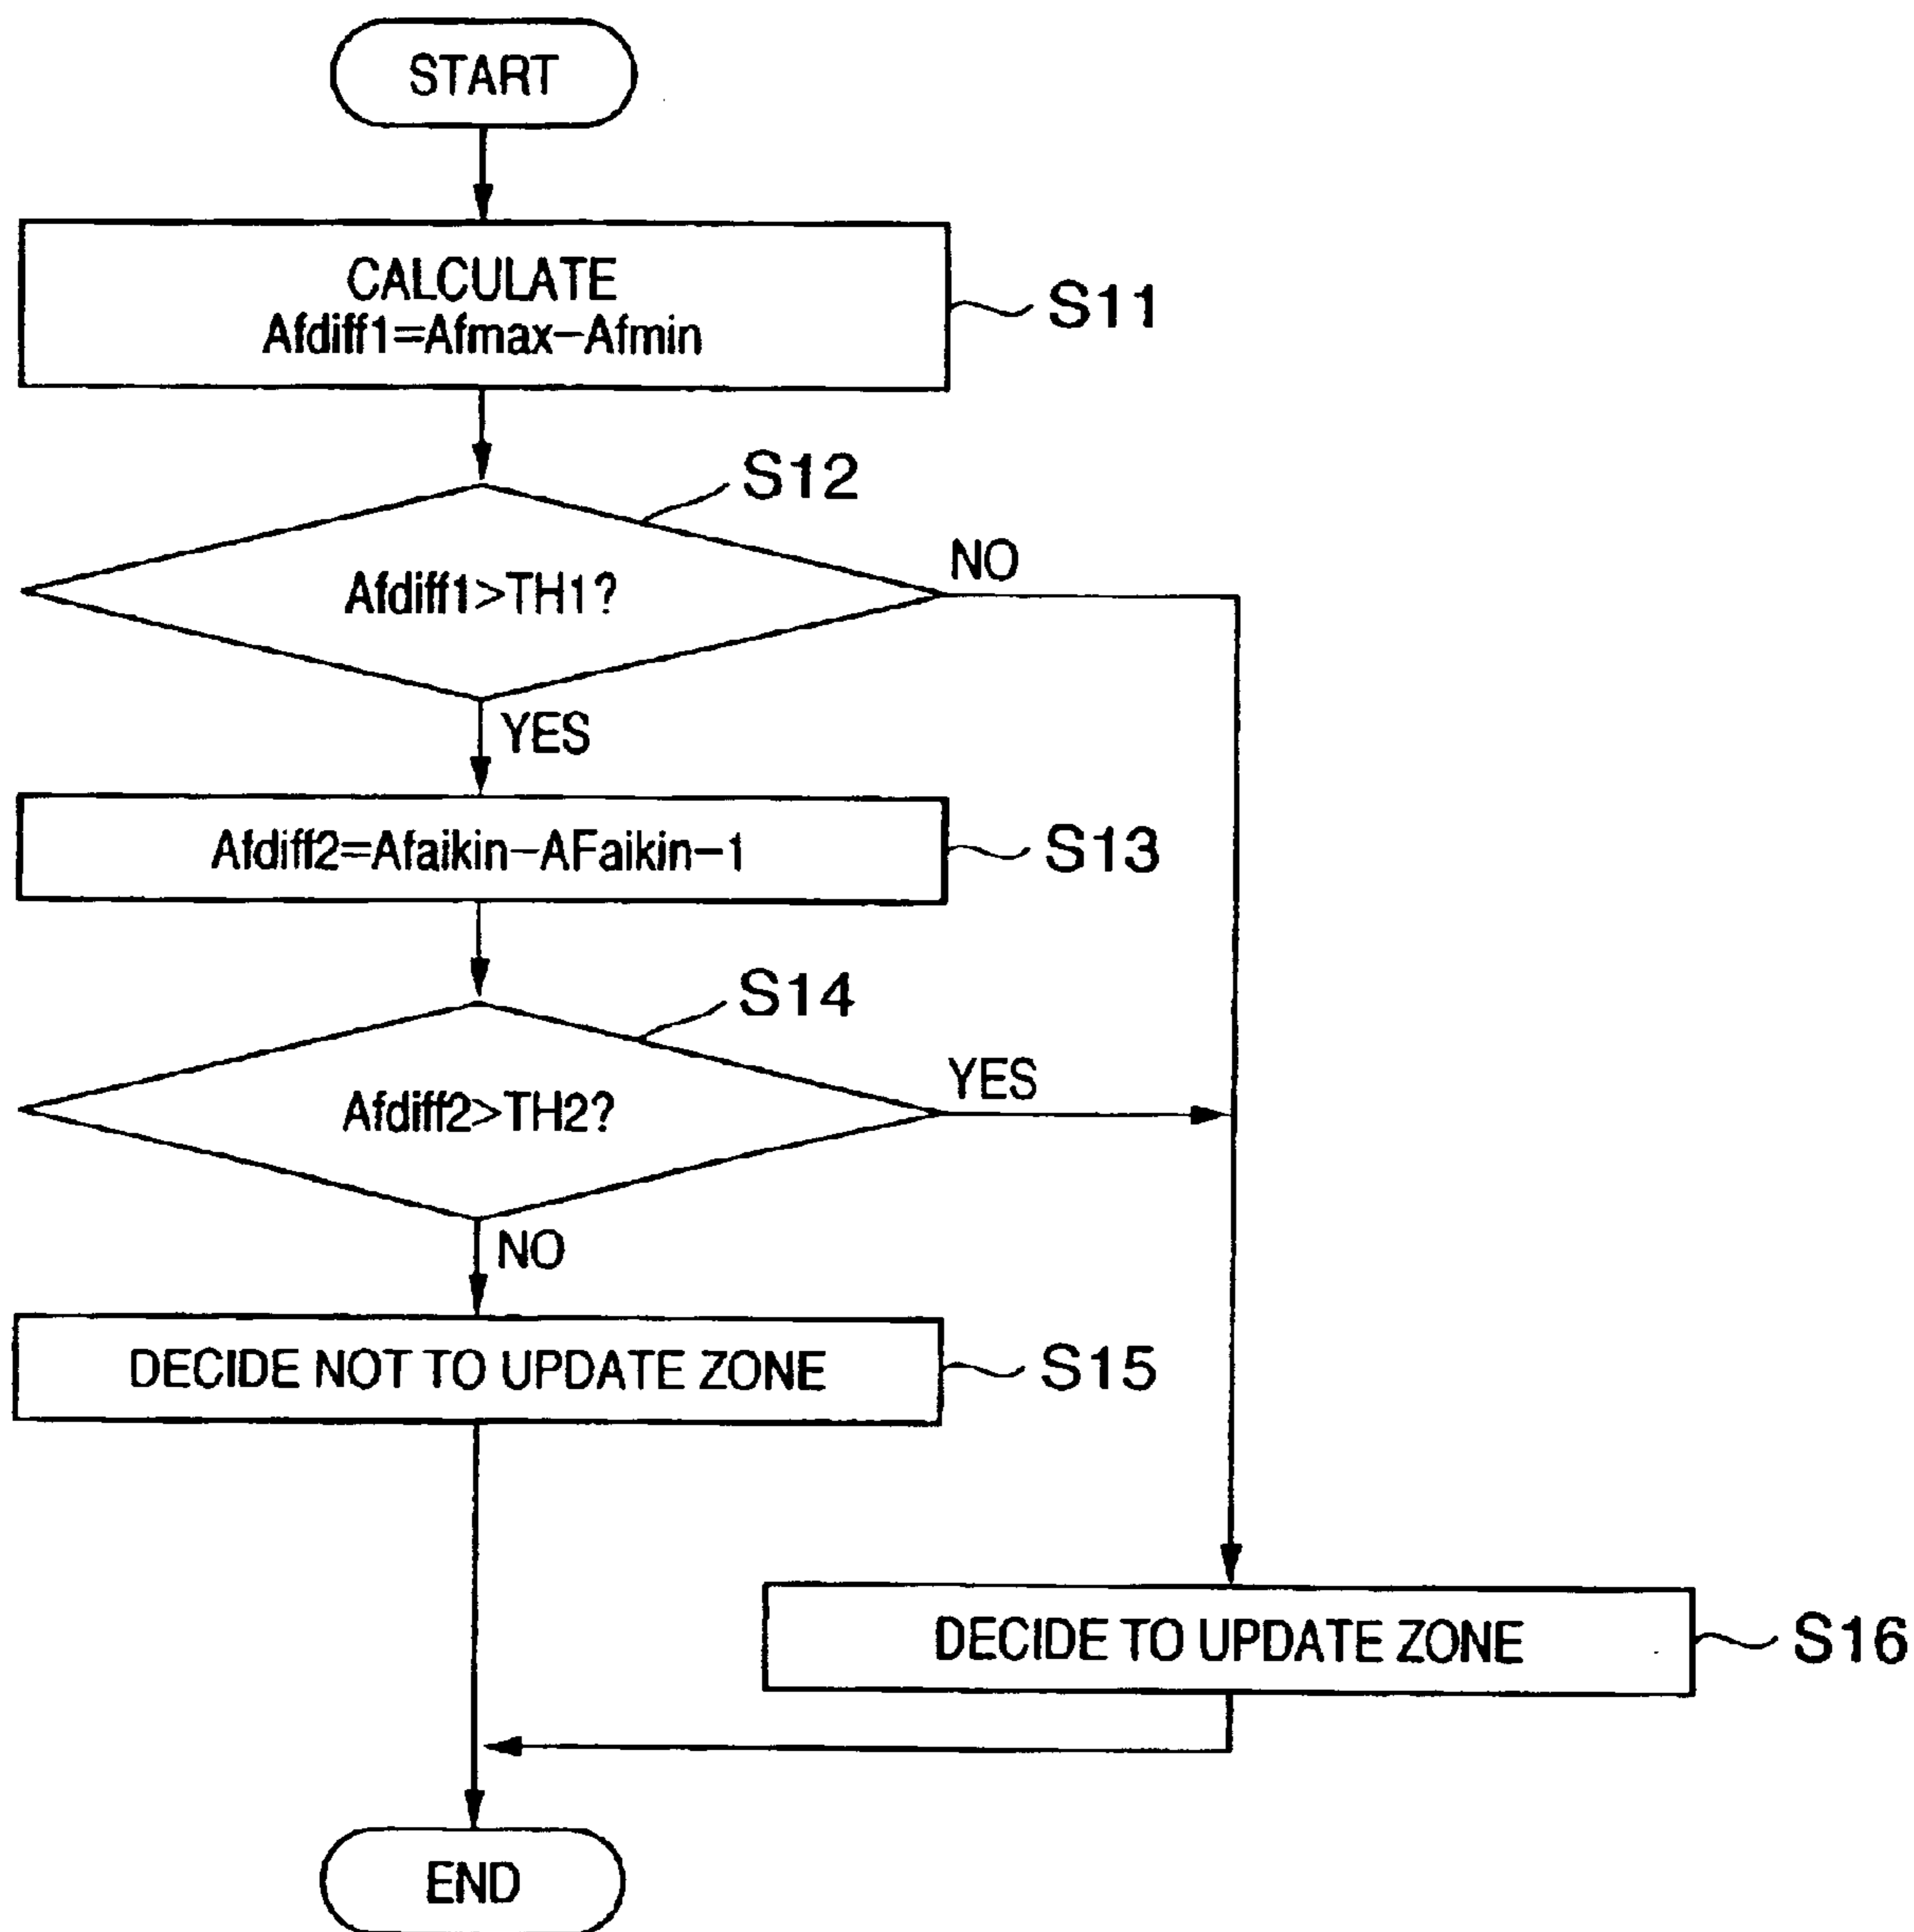 START
CALCULATE
Afdiff1=Afmax−Afmin
S11
S12
Afdiff1>TH1?
NO
YES
Afdiff2=Afaikin−AFaikin−1
S13
S14
Afdiff2>TH2?
YES
NO
DECIDE NOT TO UPDATE ZONE
S15
DECIDE TO UPDATE ZONE
S16
END